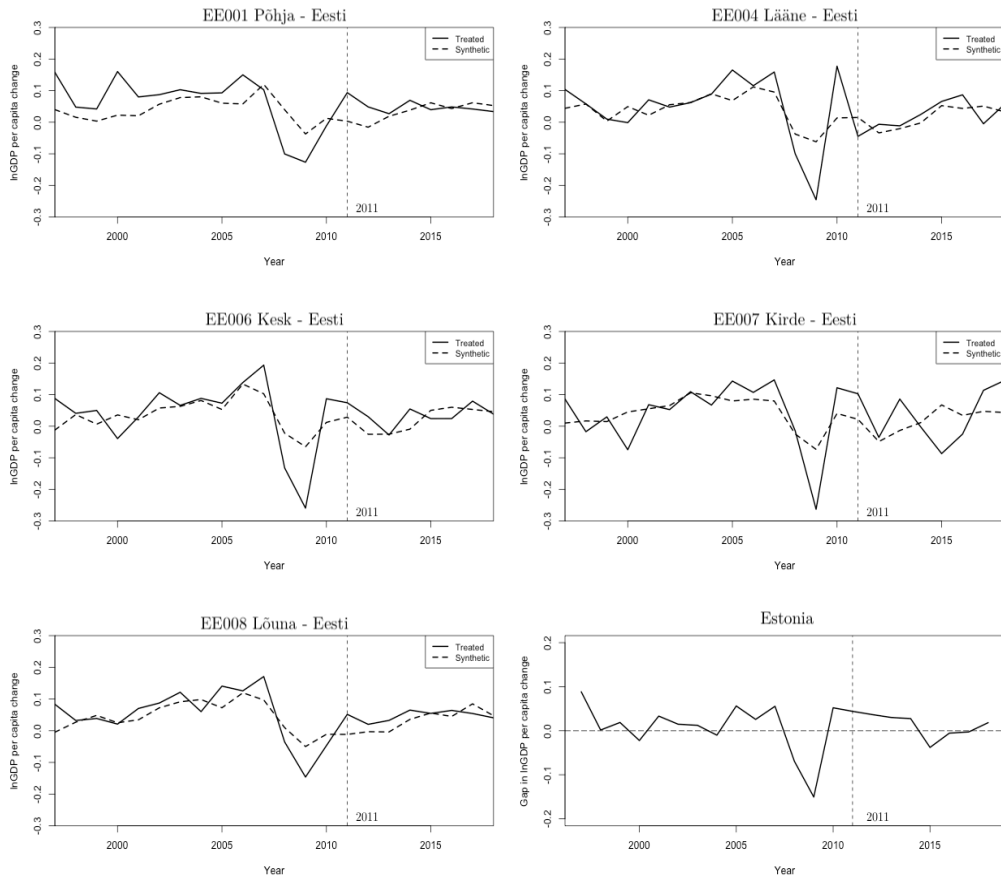 EE001 Põhja - Eesti
Treated
Synthetic
lnGDP per capita change
0.3
0.2
0.1
0.0
-0.1
-0.2
-0.3
2011
2000 2005 2010 2015
Year
EE004 Lääne - Eesti
Treated
Synthetic
lnGDP per capita change
0.3
0.2
0.1
0.0
-0.1
-0.2
-0.3
2011
2000 2005 2010 2015
Year
EE006 Kesk - Eesti
Treated
Synthetic
lnGDP per capita change
0.3
0.2
0.1
0.0
-0.1
-0.2
-0.3
2011
2000 2005 2010 2015
Year
EE007 Kirde - Eesti
Treated
Synthetic
lnGDP per capita change
0.3
0.2
0.1
0.0
-0.1
-0.2
-0.3
2011
2000 2005 2010 2015
Year
EE008 Lõuna - Eesti
Treated
Synthetic
lnGDP per capita change
0.3
0.2
0.1
0.0
-0.1
-0.2
-0.3
2011
2000 2005 2010 2015
Year
Estonia
Gap in lnGDP per capita change
0.2
0.1
0.0
-0.1
-0.2
2011
2000 2005 2010 2015
Year